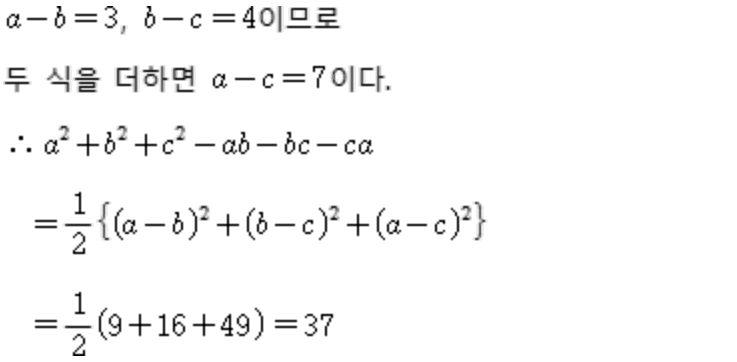 a−b=3, b−c=4이므로
두 식을 더하면 a−c=7이다.
∴ a²+b²+c²−ab−bc−ca
=1/2{(a−b)²+(b−c)²+(a−c)²}
=1/2(9+16+49)=37